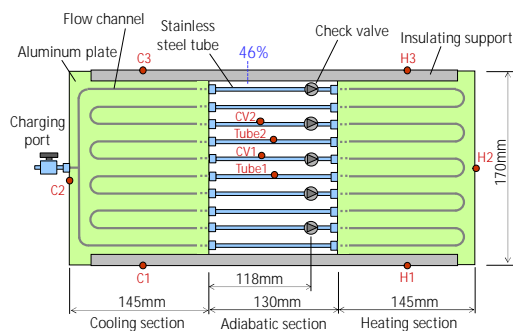 Flow channel
Stainless
steel tube
Check valve
Aluminum plate
46%
Insulating support
C3
H3
Charging
port
CV2
Tube2
CV1
Tube1
C2
H2
170mm
C1
H1
118mm
145mm
130mm
145mm
Cooling section
Adiabatic section
Heating section